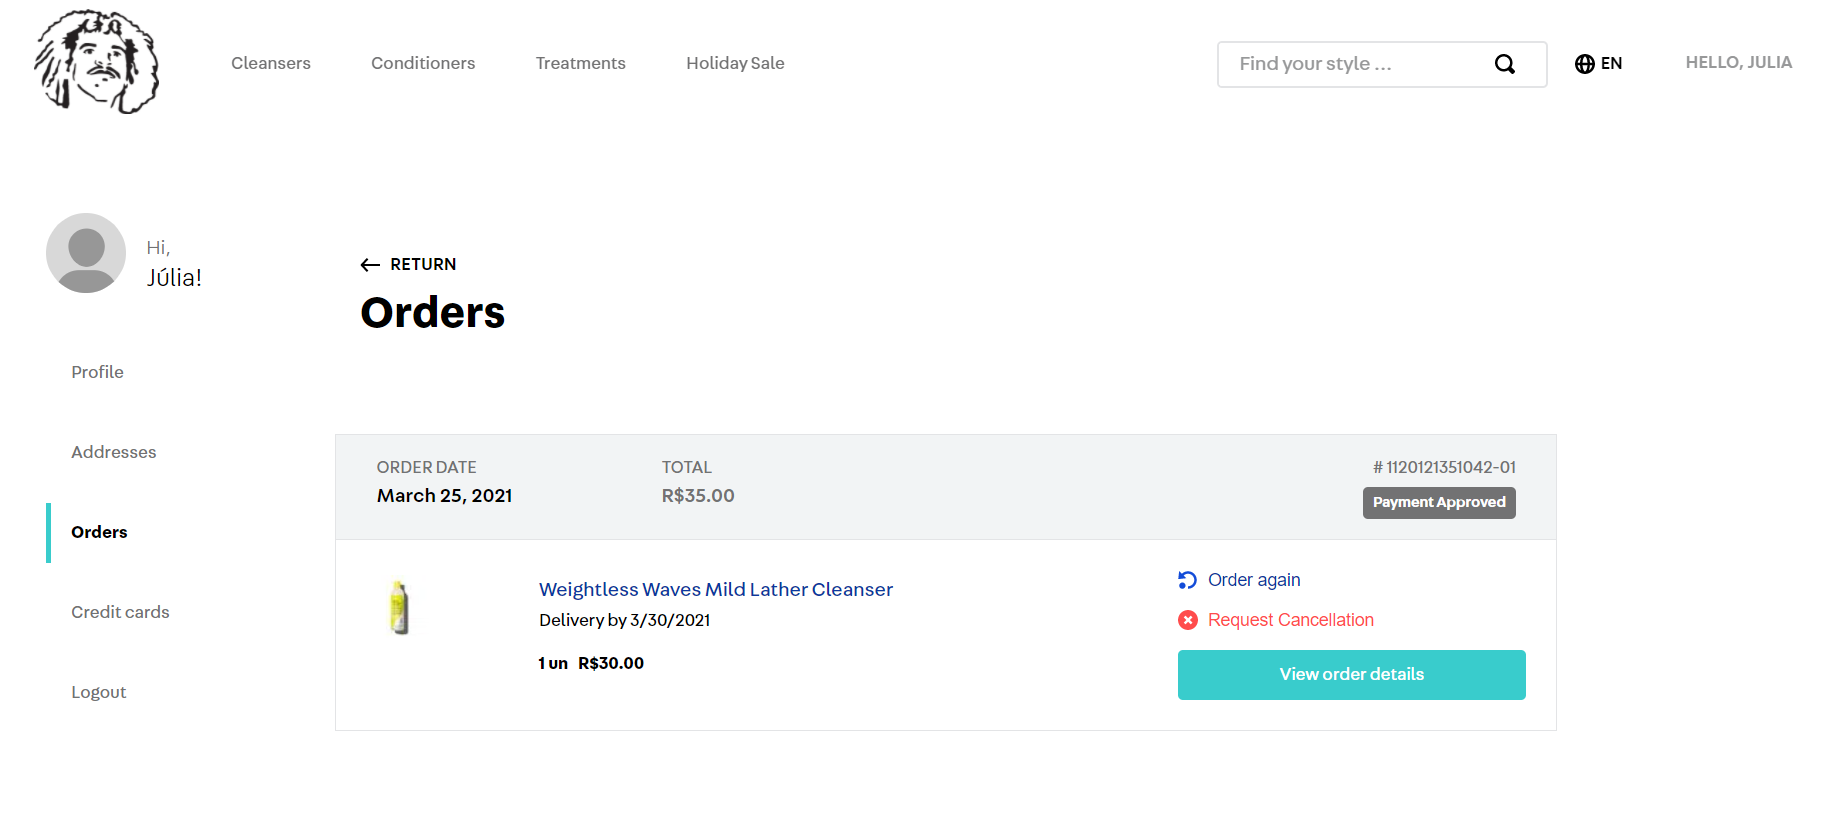 Cleansers Conditioners Treatments Holiday Sale Find your style ... EN HELLO, JULIA
Hi,
Júlia!
Profile
Addresses
Orders
Credit cards
Logout
RETURN
Orders
ORDER DATE TOTAL # 1120121351042-01
March 25, 2021 R$35.00 Payment Approved
Weightless Waves Mild Lather Cleanser
Delivery by 3/30/2021
1 un R$30.00
Order again
Request Cancellation
View order details